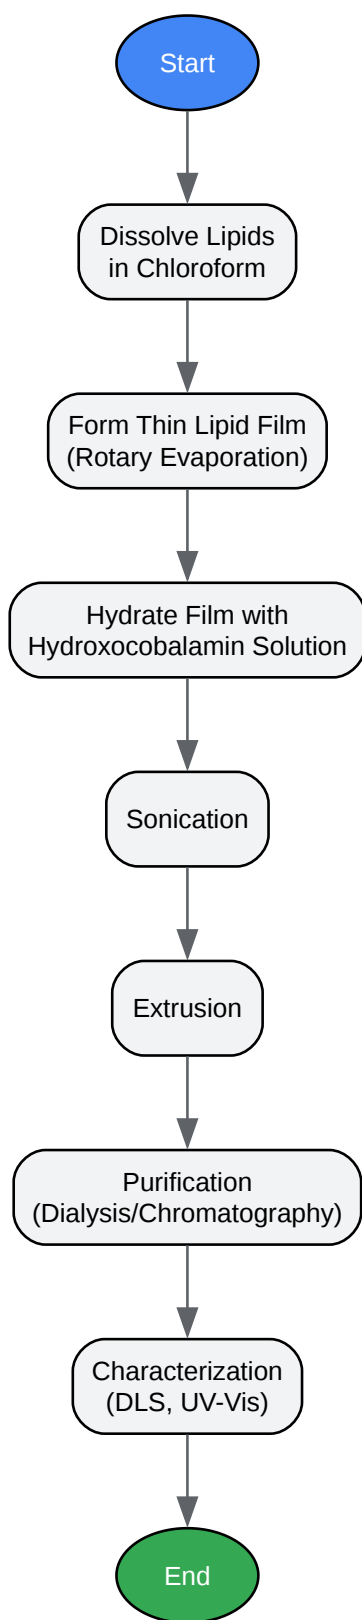 Start
Dissolve Lipids
in Chloroform
Form Thin Lipid Film
(Rotary Evaporation)
Hydrate Film with
Hydroxocobalamin Solution
Sonication
Extrusion
Purification
(Dialysis/Chromatography)
Characterization
(DLS, UV-Vis)
End